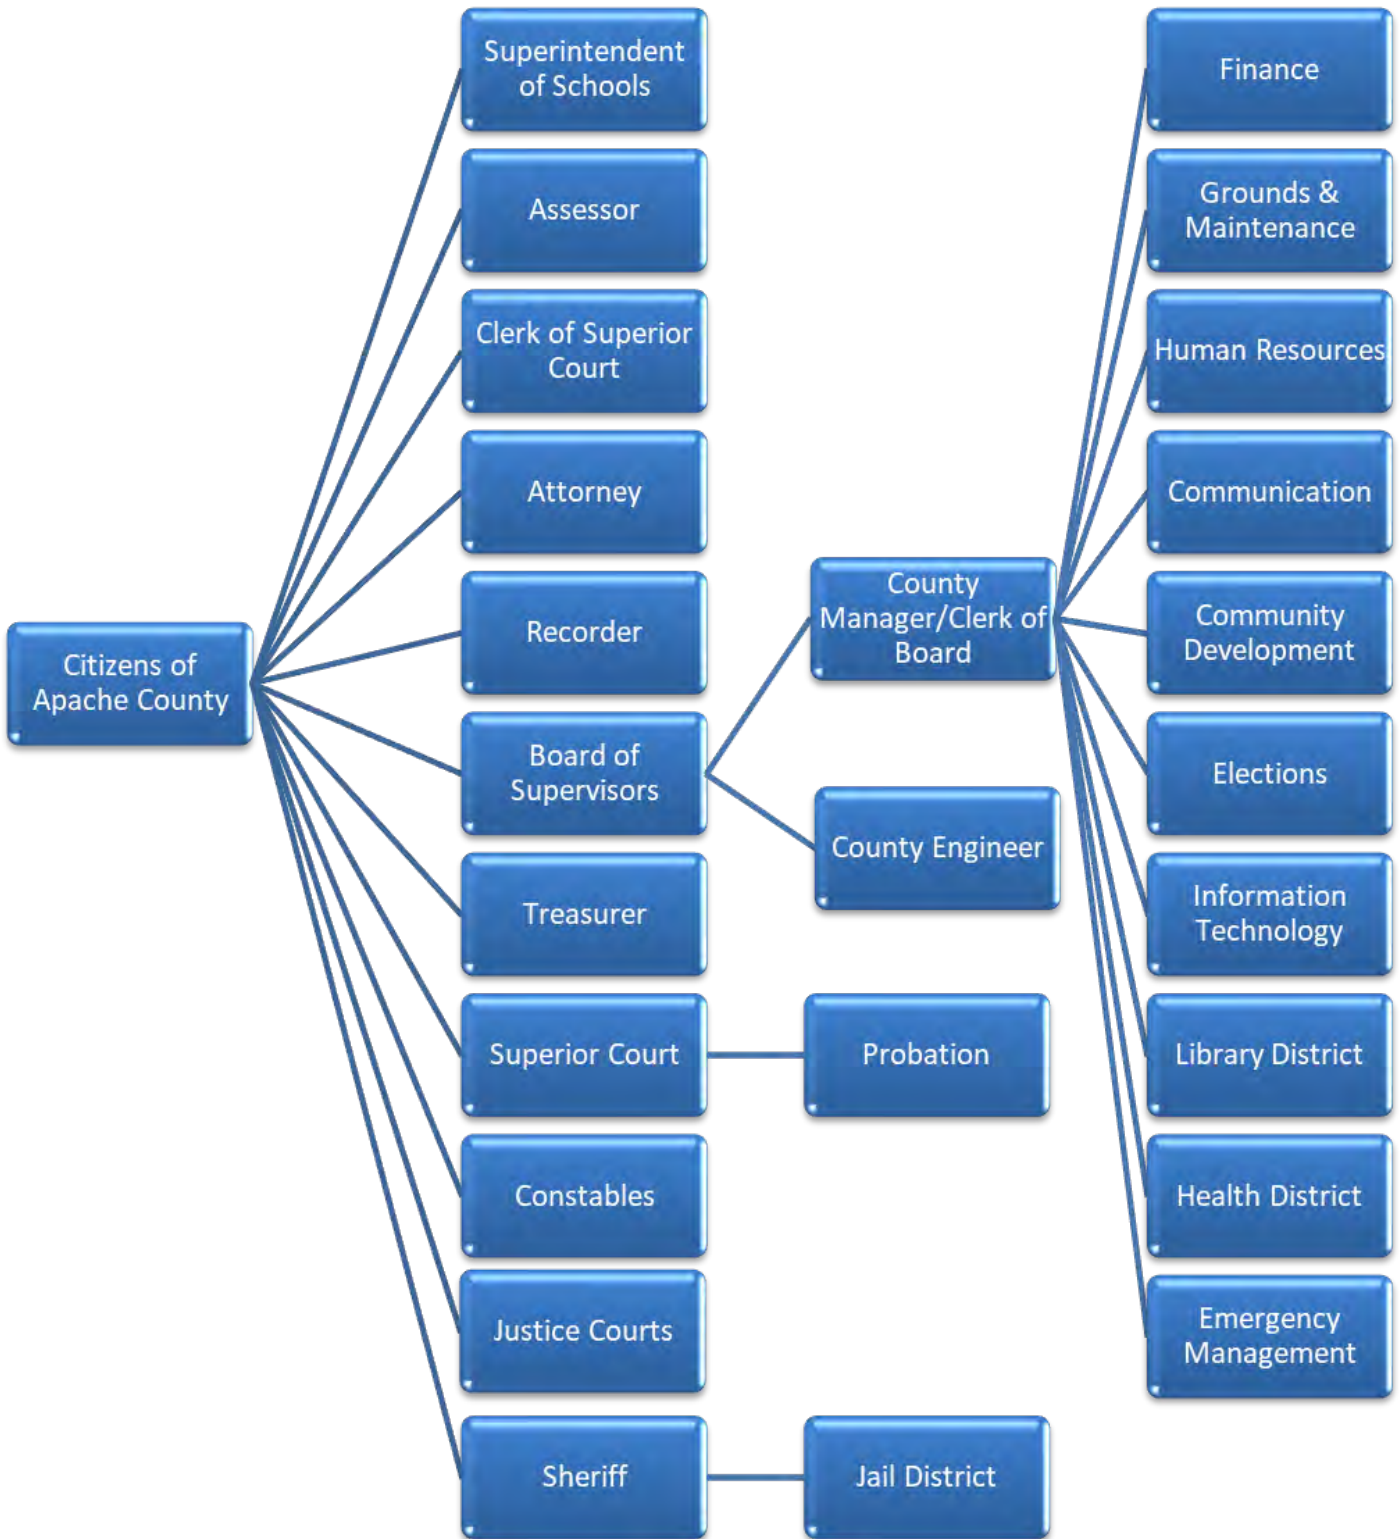 Citizens of
Apache County
Superintendent
of Schools
Assessor
Clerk of Superior
Court
Attorney
Recorder
Board of
Supervisors
Treasurer
Superior Court
Constables
Justice Courts
Sheriff
County
Manager/Clerk of
Board
County Engineer
Probation
Jail District
Finance
Grounds &
Maintenance
Human Resources
Communication
Community
Development
Elections
Information
Technology
Library District
Health District
Emergency
Management